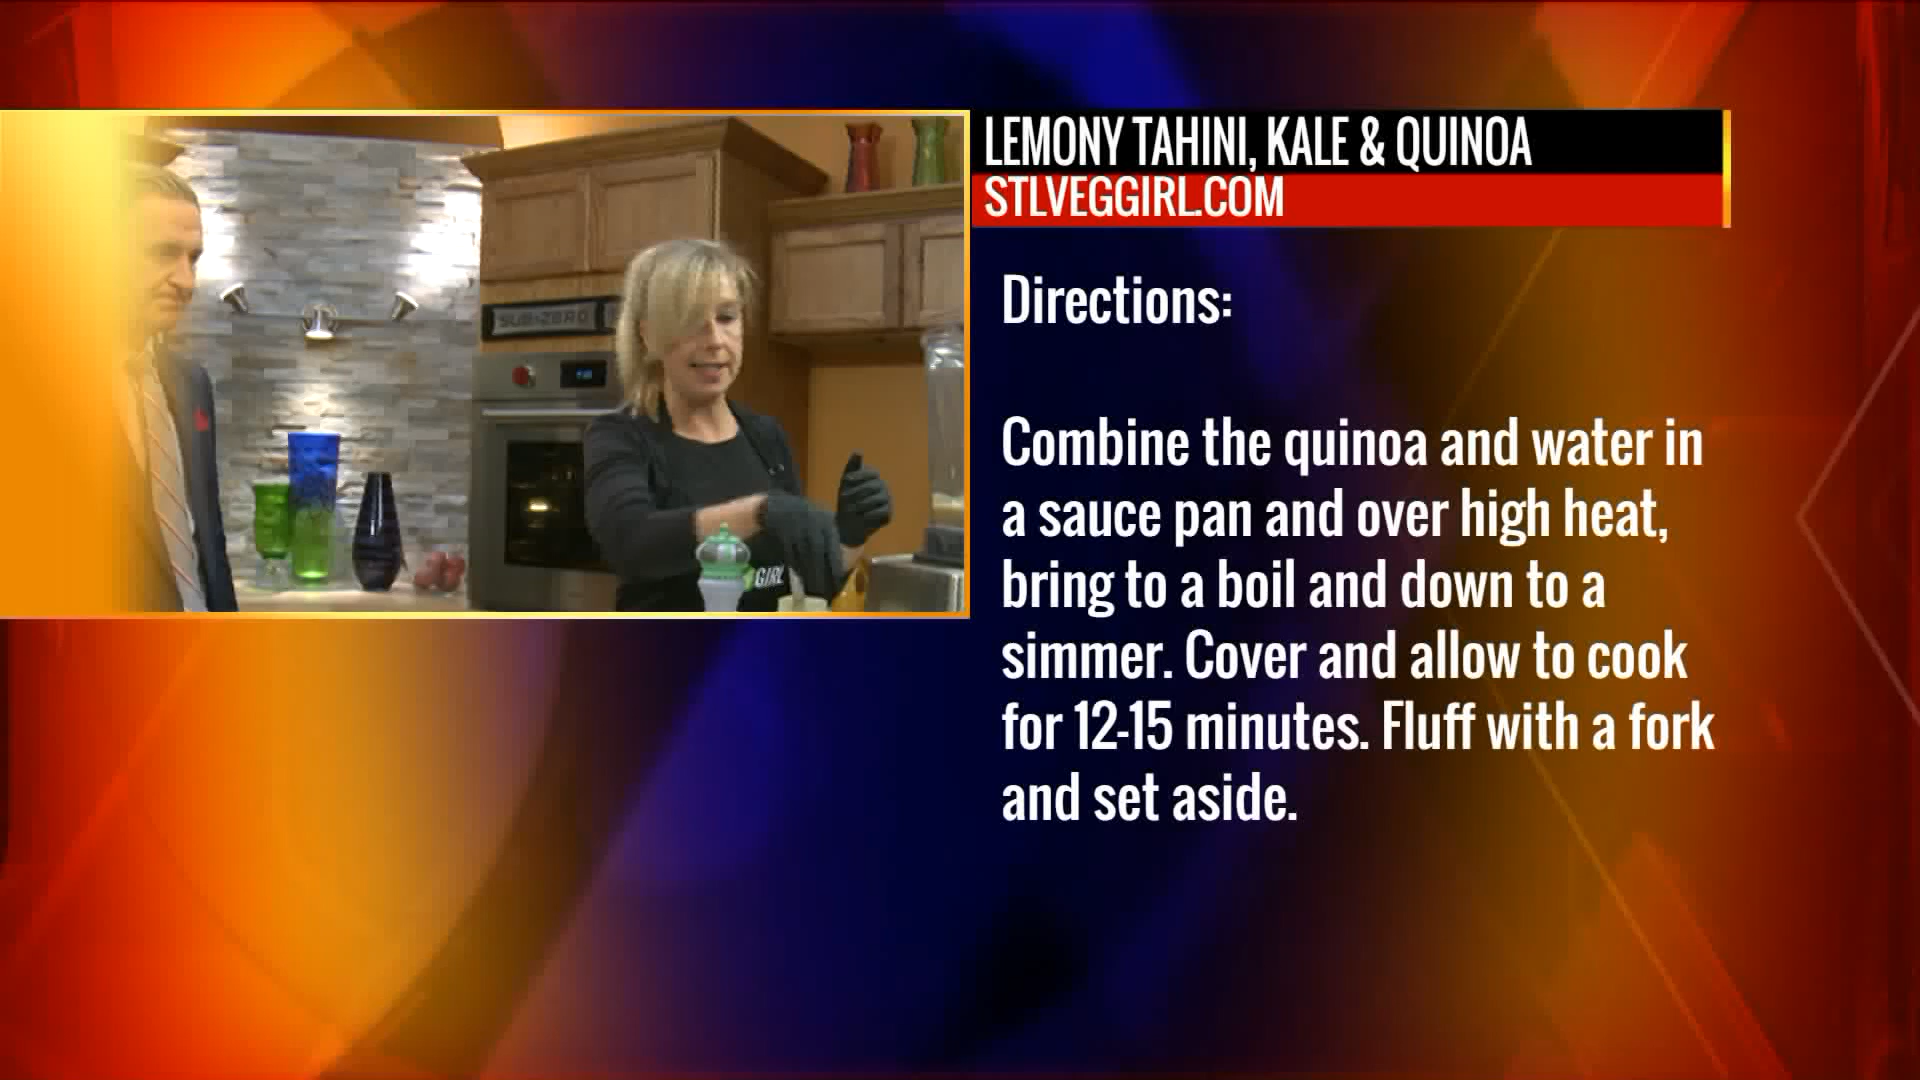 LEMONY TAHINI, KALE & QUINOA
STLVEGGIRL.COM
Directions:
Combine the quinoa and water in
a sauce pan and over high heat,
bring to a boil and down to a
simmer. Cover and allow to cook
for 12-15 minutes. Fluff with a fork
and set aside.
SUB-ZERO
GIRL